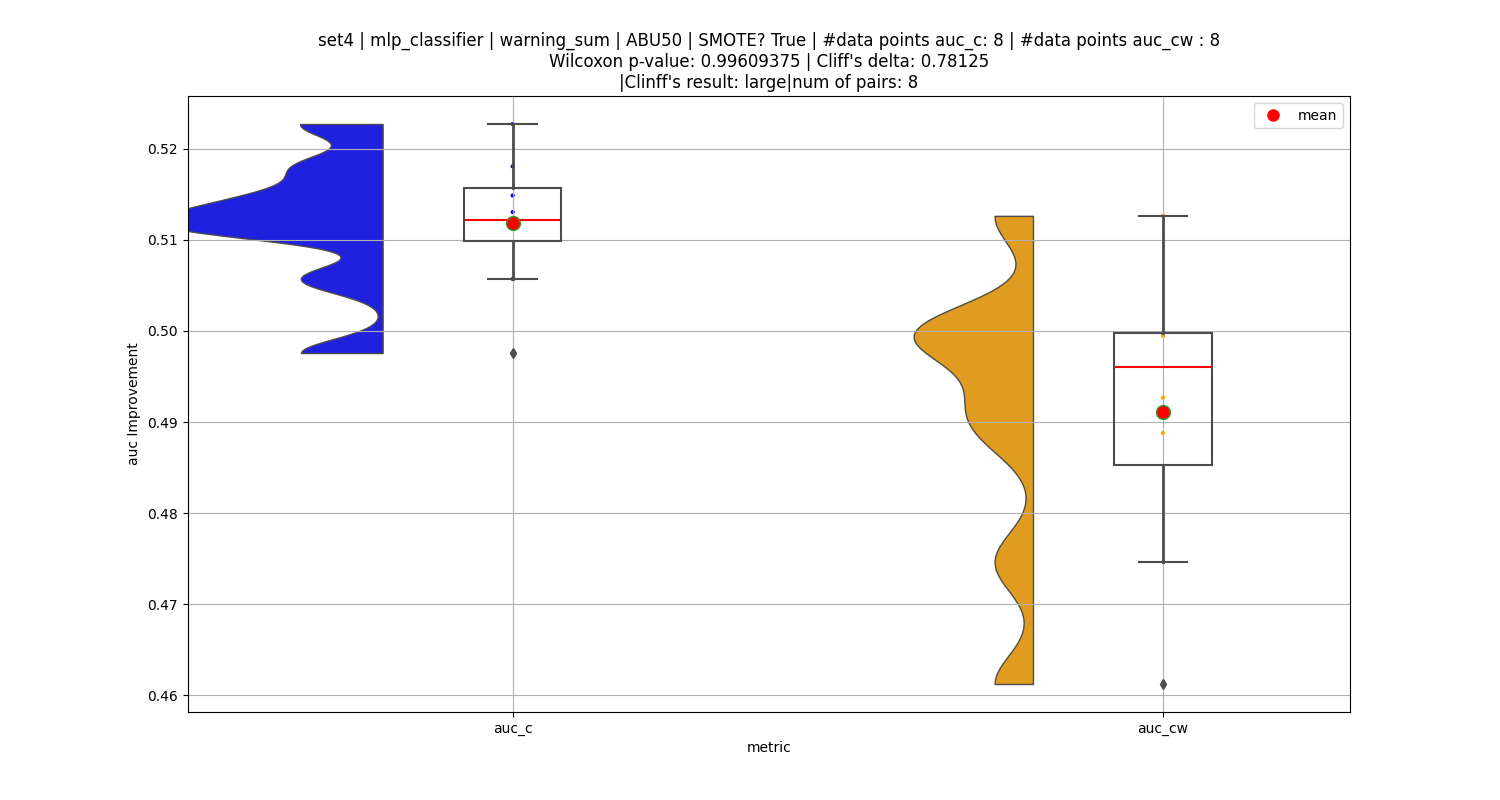 set4 | mlp_classifier | warning_sum | ABU50 | SMOTE? True | #data points auc_c: 8 | #data points auc_cw : 8
Wilcoxon p-value: 0.99609375 | Cliff's delta: 0.78125
|Clinff's result: large|num of pairs: 8
mean
0.52
0.51
0.50
0.49
0.48
0.47
0.46
auc Improvement
auc_c
auc_cw
metric